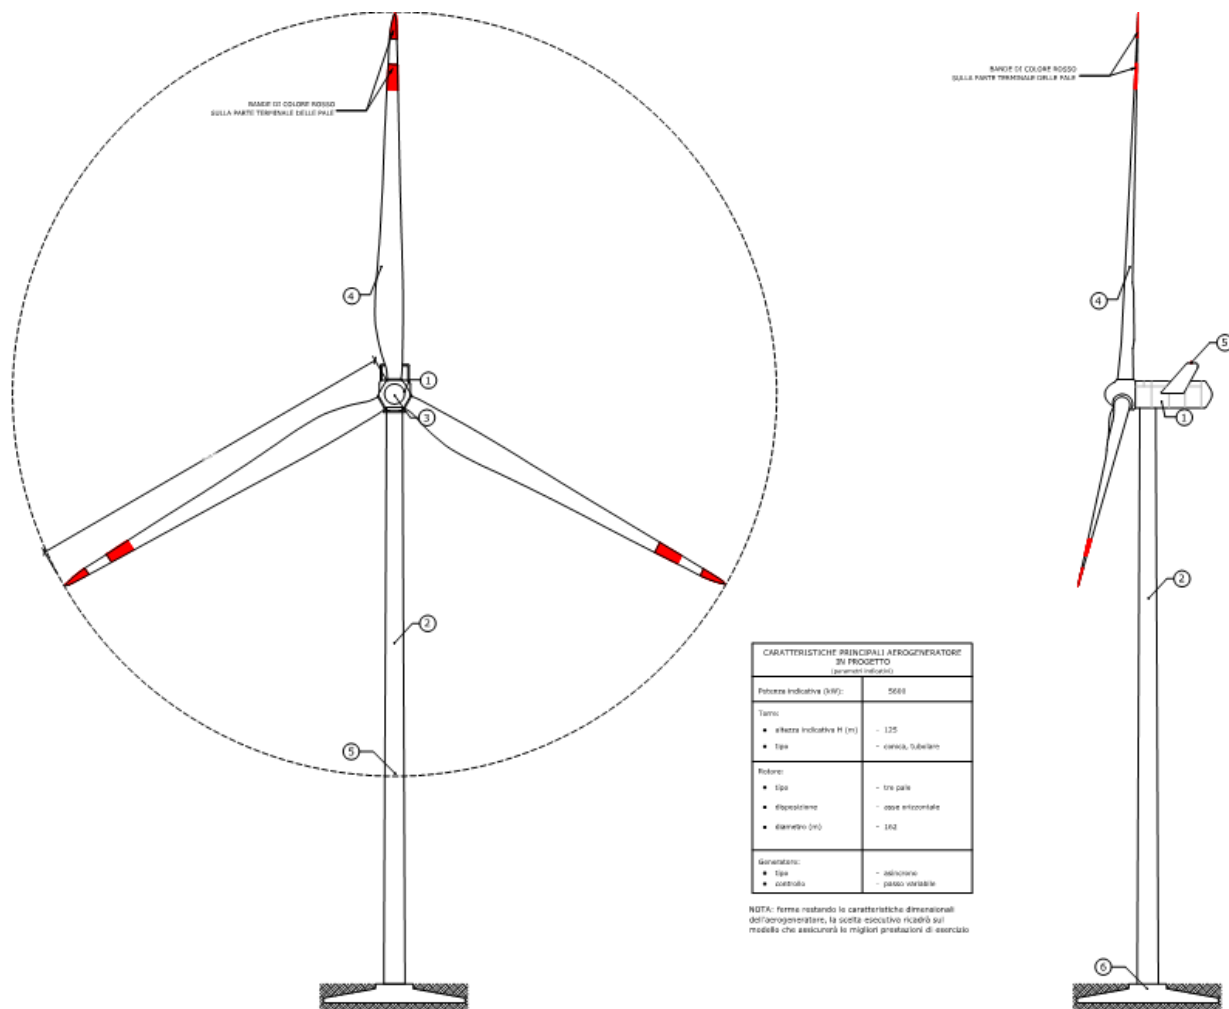 BANDE DI COLORE ROSSO
SULLA PARTE TERMINALE DELLE PALE
BANDE DI COLORE ROSSO
SULLA PARTE TERMINALE DELLE PALE
4
4
5
1
3
1
2
2
5
6
CARATTERISTICHE PRINCIPALI AEROGENERATORE
IN PROGETTO
(parametri indicativi)
Potenza indicativa (kW): 5600
Torre:
• altezza indicativa H (m) - 125
• tipo - conica, tubolare
Rotore:
• tipo - tre pale
• disposizione - asse orizzontale
• diametro (m) - 162
Generatore:
• tipo - asincrono
• controllo - passo variabile
NOTA: Ferme restando le caratteristiche dimensionali
dell'aerogeneratore, la scelta esecutiva ricadrà sul
modello che assicurerà le migliori prestazioni di esercizio